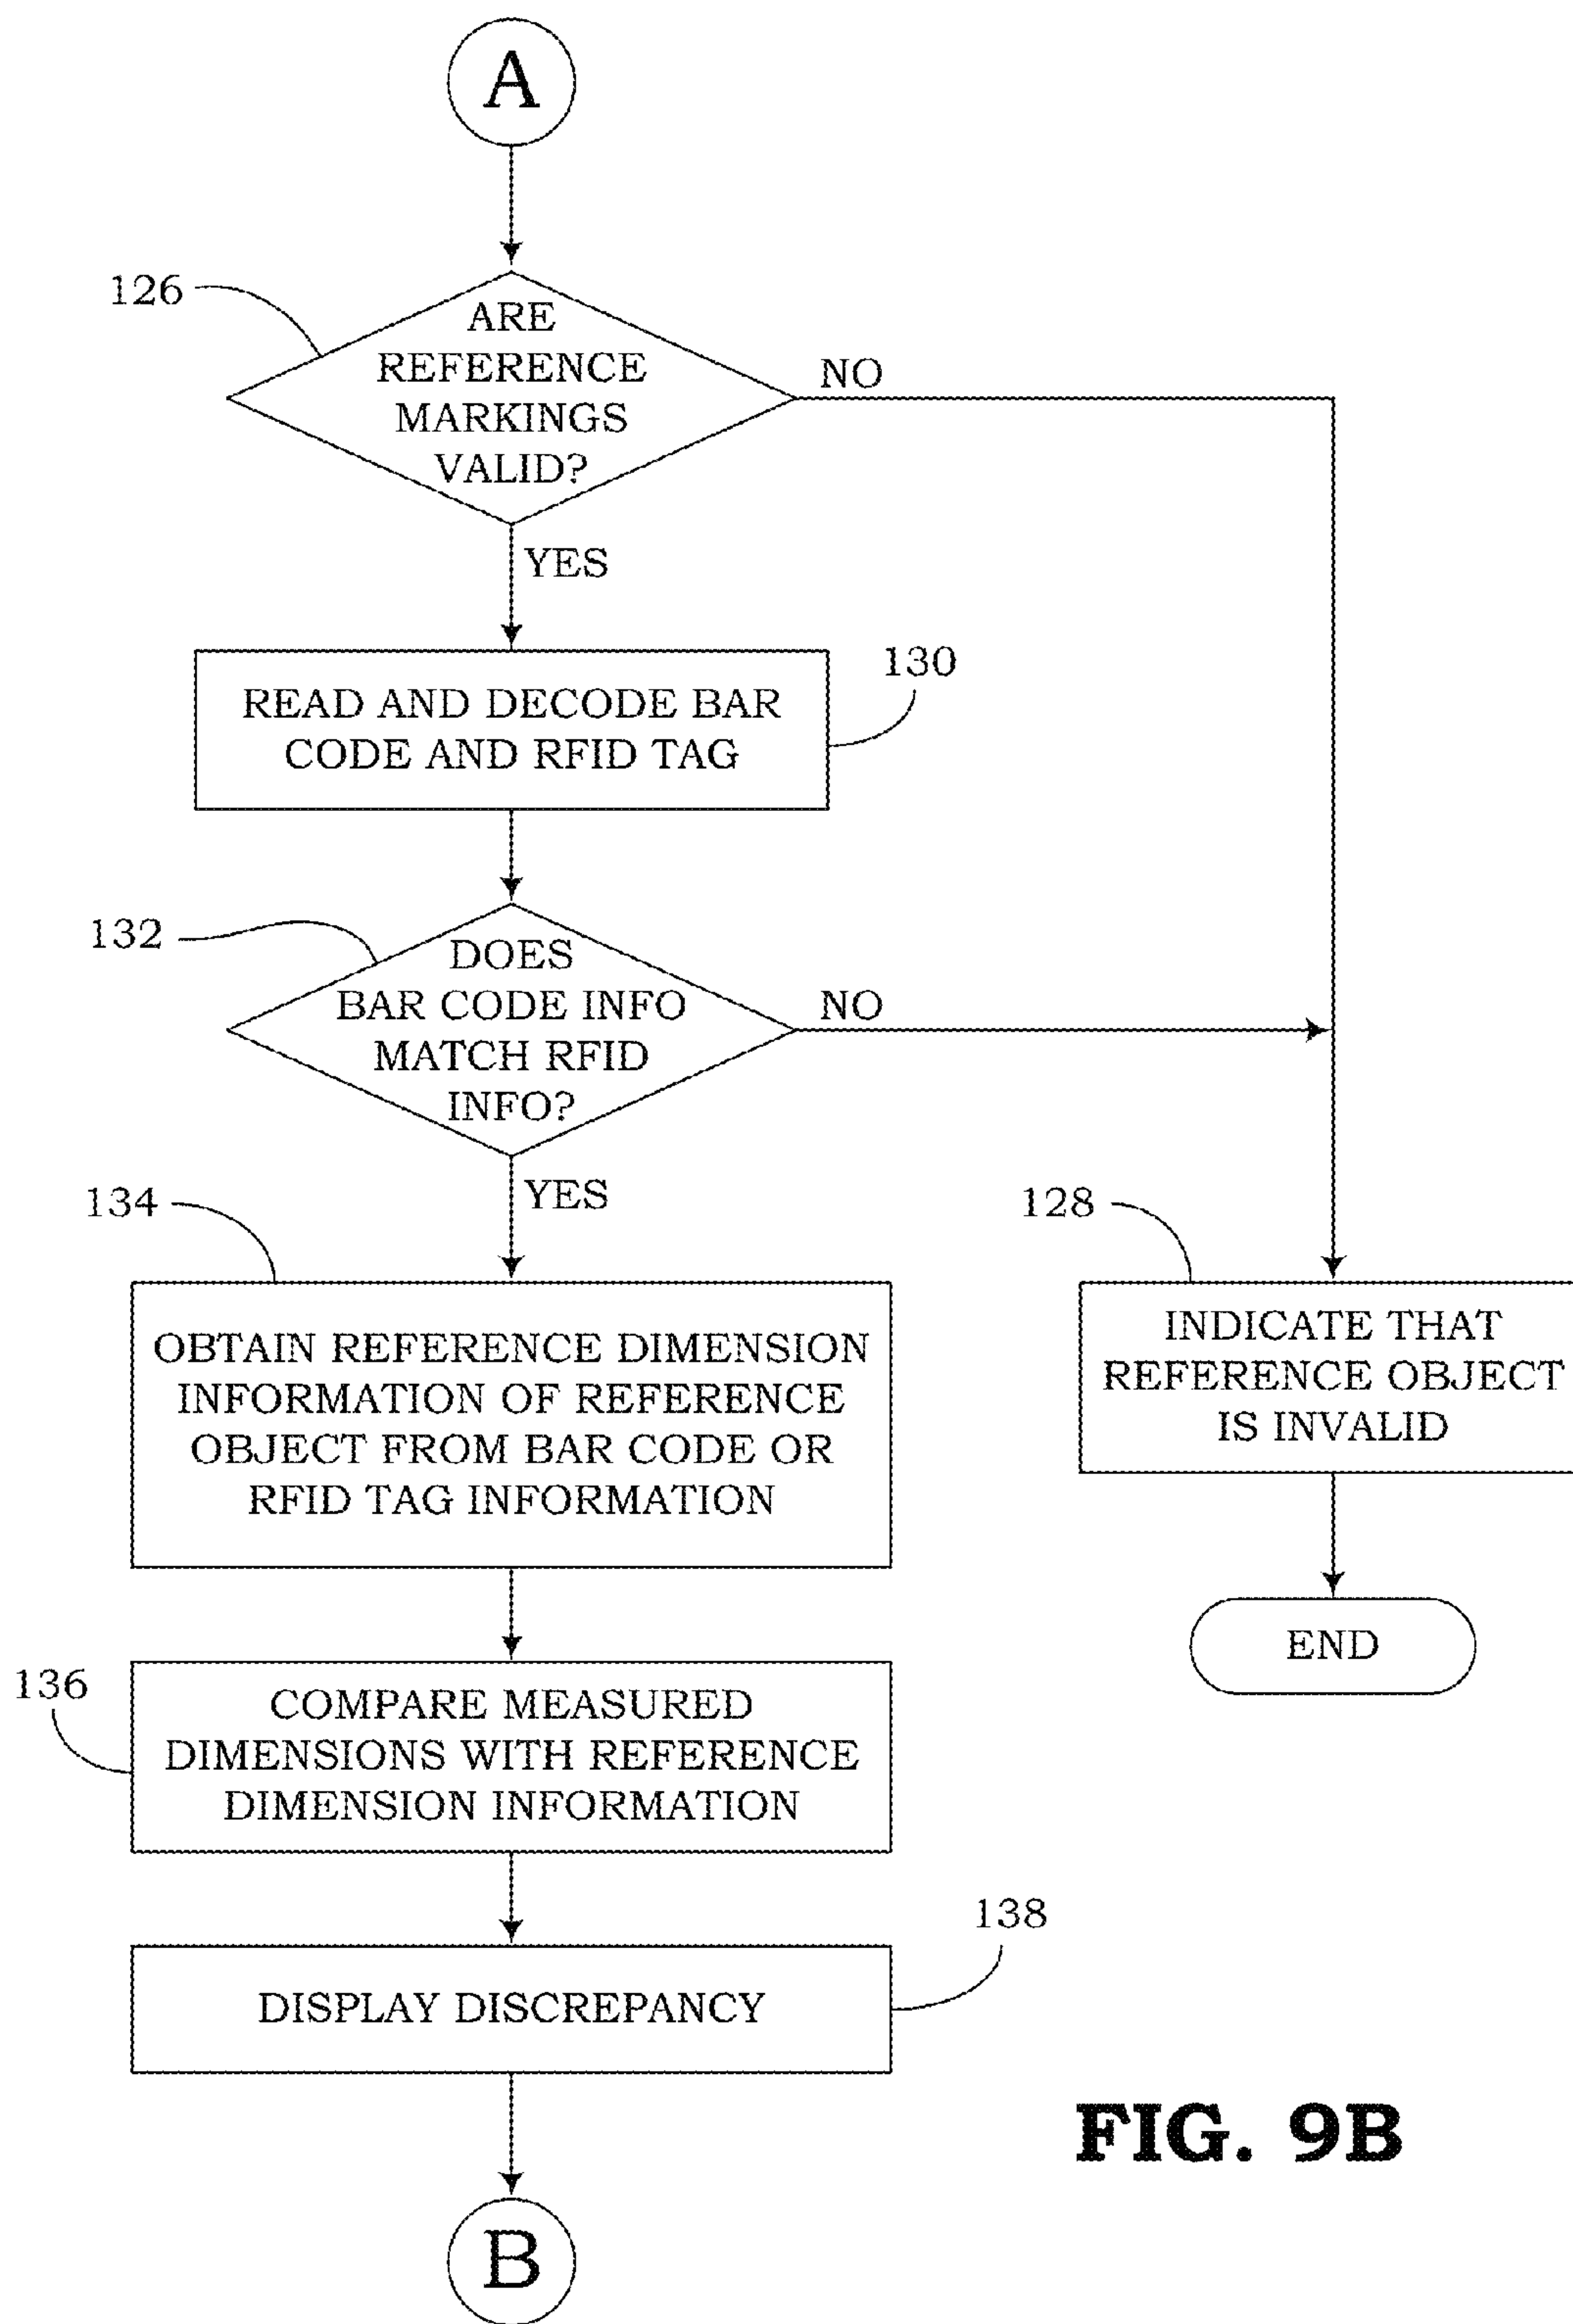 A
126
ARE
REFERENCE
MARKINGS
VALID?
NO
YES
130
READ AND DECODE BAR
CODE AND RFID TAG
132
DOES
BAR CODE INFO
MATCH RFID
INFO?
NO
YES
134
OBTAIN REFERENCE DIMENSION
INFORMATION OF REFERENCE
OBJECT FROM BAR CODE OR
RFID TAG INFORMATION
128
INDICATE THAT
REFERENCE OBJECT
IS INVALID
END
136
COMPARE MEASURED
DIMENSIONS WITH REFERENCE
DIMENSION INFORMATION
138
DISPLAY DISCREPANCY
FIG. 9B
B